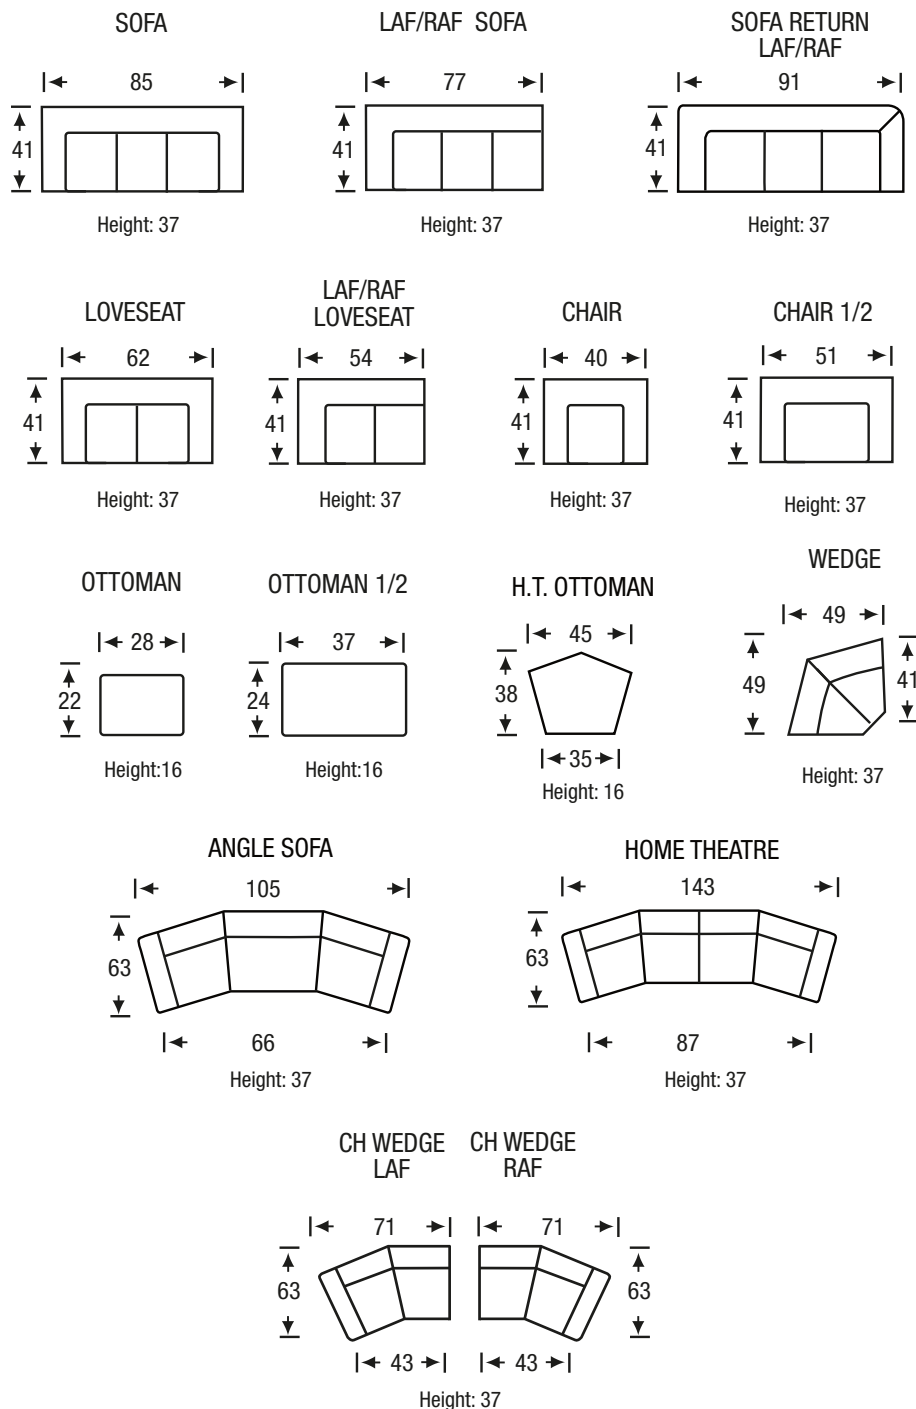 SOFA
LAF/RAF SOFA
SOFA RETURN
LAF/RAF
85
77
91
41
41
41
Height: 37
Height: 37
Height: 37
LOVESEAT
LAF/RAF
LOVESEAT
CHAIR
CHAIR 1/2
62
54
40
51
41
41
41
41
Height: 37
Height: 37
Height: 37
Height: 37
OTTOMAN
OTTOMAN 1/2
H.T. OTTOMAN
WEDGE
28
37
45
49
22
24
38
49
41
35
Height:16
Height:16
Height: 16
Height: 37
ANGLE SOFA
HOME THEATRE
105
143
63
63
66
87
Height: 37
Height: 37
CH WEDGE
LAF
CH WEDGE
RAF
71
71
63
63
43
43
Height: 37